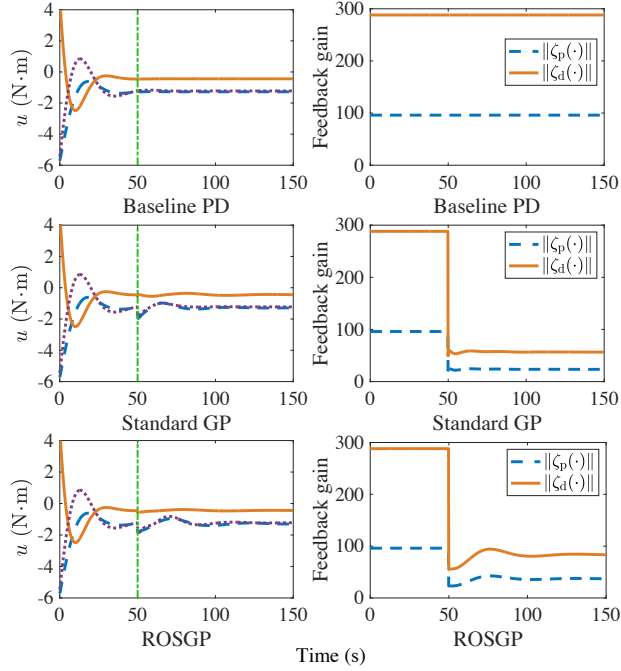 u (N·m)
4
2
0
-2
-4
-6
0 50 100 150
Baseline PD
Feedback gain
300
200
100
0
‖ζp(·)‖
‖ζd(·)‖
0 50 100 150
Baseline PD
u (N·m)
4
2
0
-2
-4
-6
0 50 100 150
Standard GP
Feedback gain
300
200
100
0
‖ζp(·)‖
‖ζd(·)‖
0 50 100 150
Standard GP
u (N·m)
4
2
0
-2
-4
-6
0 50 100 150
ROSGP
Feedback gain
300
200
100
0
‖ζp(·)‖
‖ζd(·)‖
0 50 100 150
ROSGP
Time (s)